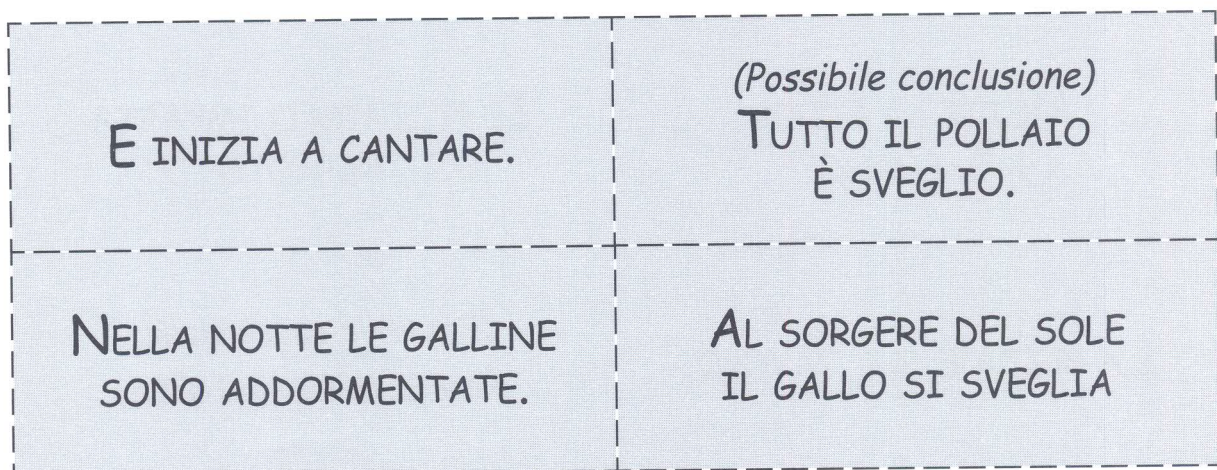 E INIZIA A CANTARE.
(Possibile conclusione)
TUTTO IL POLLAIO
È SVEGLIO.
NELLA NOTTE LE GALLINE
SONO ADDORMENTATE.
AL SORGERE DEL SOLE
IL GALLO SI SVEGLIA